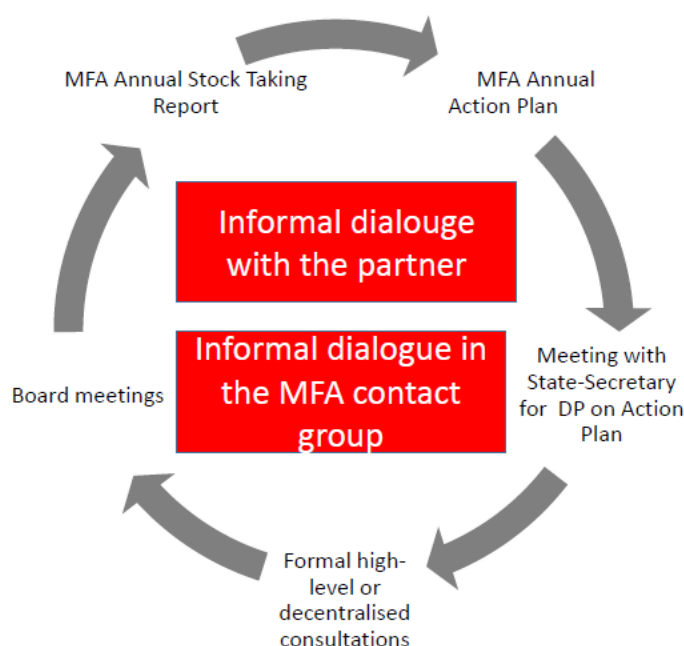 MFA Annual Stock Taking
Report
MFA Annual
Action Plan
Informal dialouge
with the partner
Informal dialogue in
the MFA contact
group
Meeting with
State-Secretary
for DP on Action
Plan
Board meetings
Formal high-
level or
decentralised
consultations